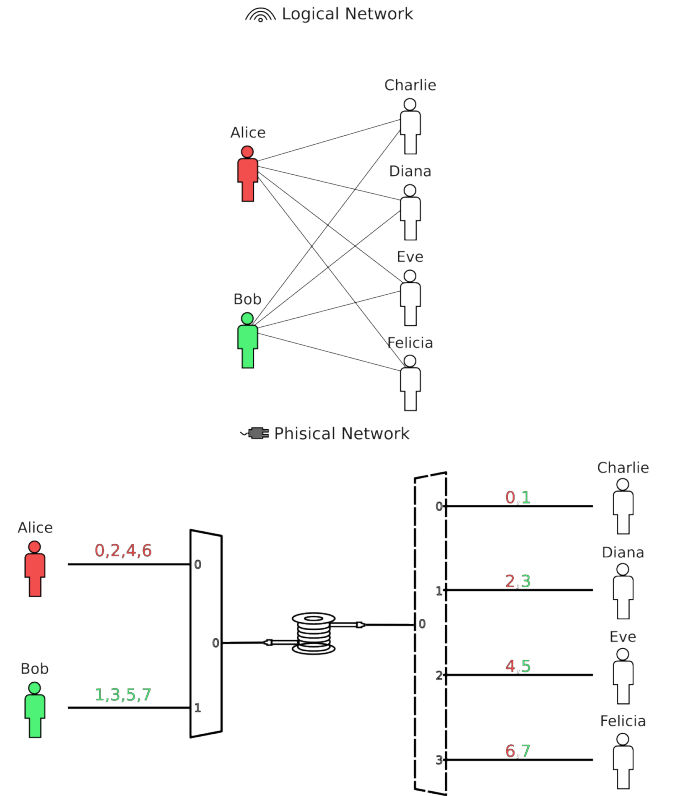 Logical Network
Charlie
Alice
Diana
Eve
Bob
Felicia
Phisical Network
Charlie
0,1
0
Alice
0,2,4,6
0
Diana
2,3
1
0
0
Eve
4,5
2
Bob
1,3,5,7
1
Felicia
6,7
3